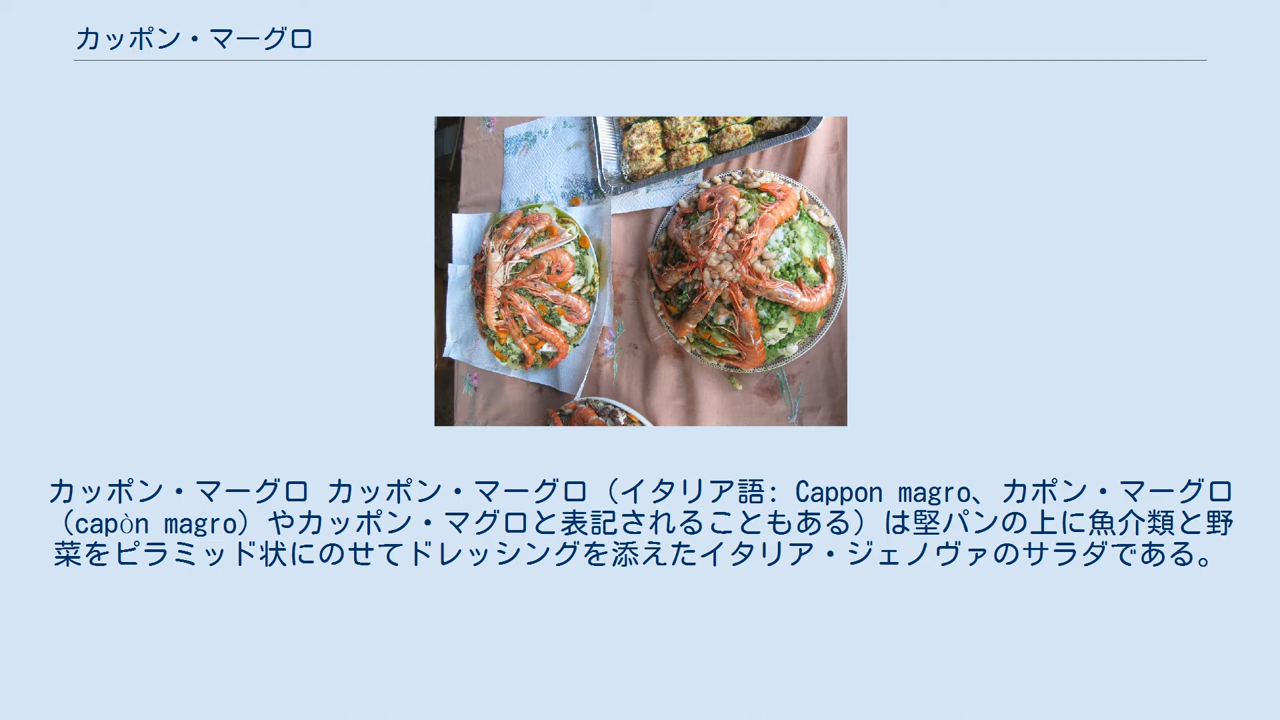 カッポン・マーグロ
カッポン・マーグロ カッポン・マーグロ（イタリア語: Cappon magro、カポン・マーグロ
（capòn magro）やカッポン・マグロと表記されることもある）は堅パンの上に魚介類と野
菜をピラミッド状にのせてドレッシングを添えたイタリア・ジェノヴァのサラダである。